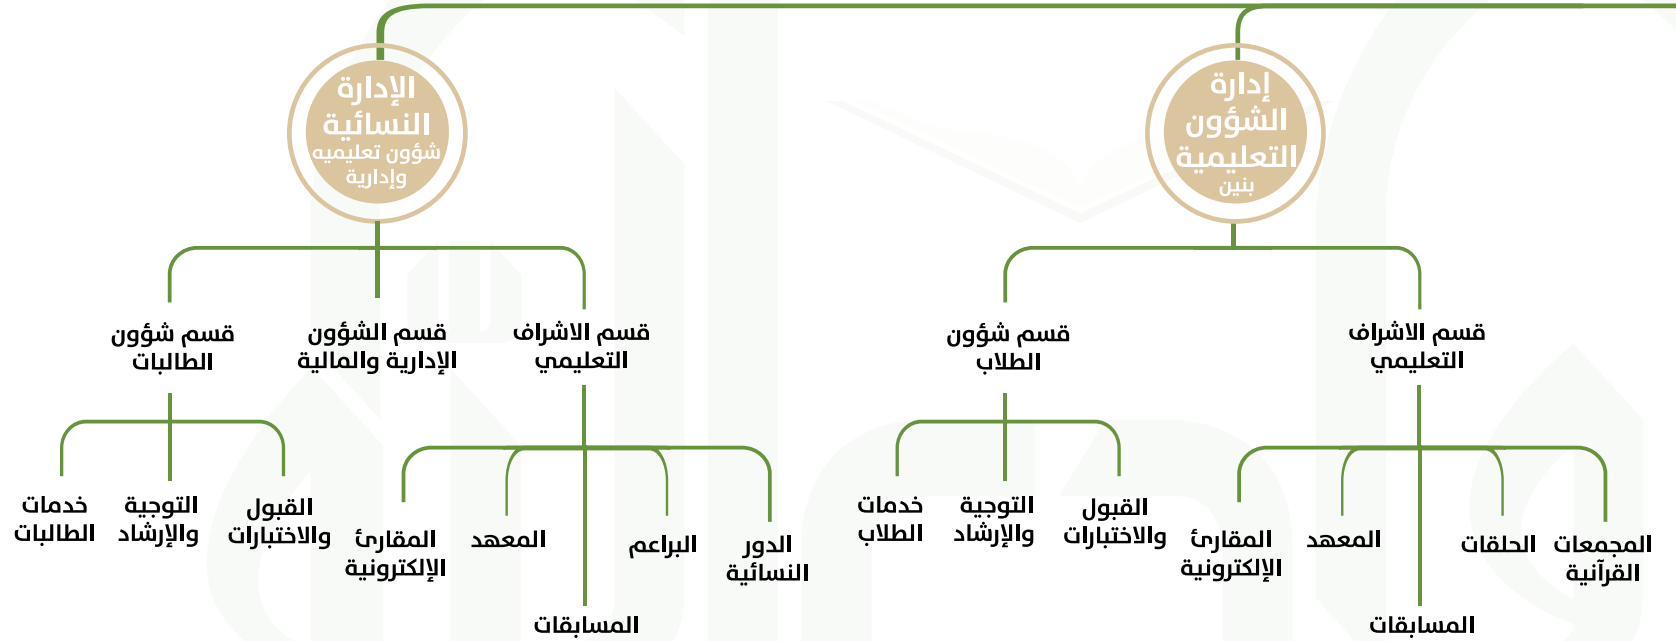 إدارة
الشؤون
التعليمية
بنين
الإدارة
النسائية
شؤون تعليميه
وإدارية
قسم الاشراف
التعليمي
قسم شؤون
الطلاب
قسم الاشراف
التعليمي
قسم الشؤون
الإدارية والمالية
قسم شؤون
الطالبات
المجمعات
القرآنية
الحلقات
المسابقات
المعهد
المقارئ
الإلكترونية
القبول
والاختبارات
التوجية
والإرشاد
خدمات
الطلاب
الدور
النسائية
البراعم
المسابقات
المعهد
المقارئ
الإلكترونية
القبول
والاختبارات
التوجية
والإرشاد
خدمات
الطالبات